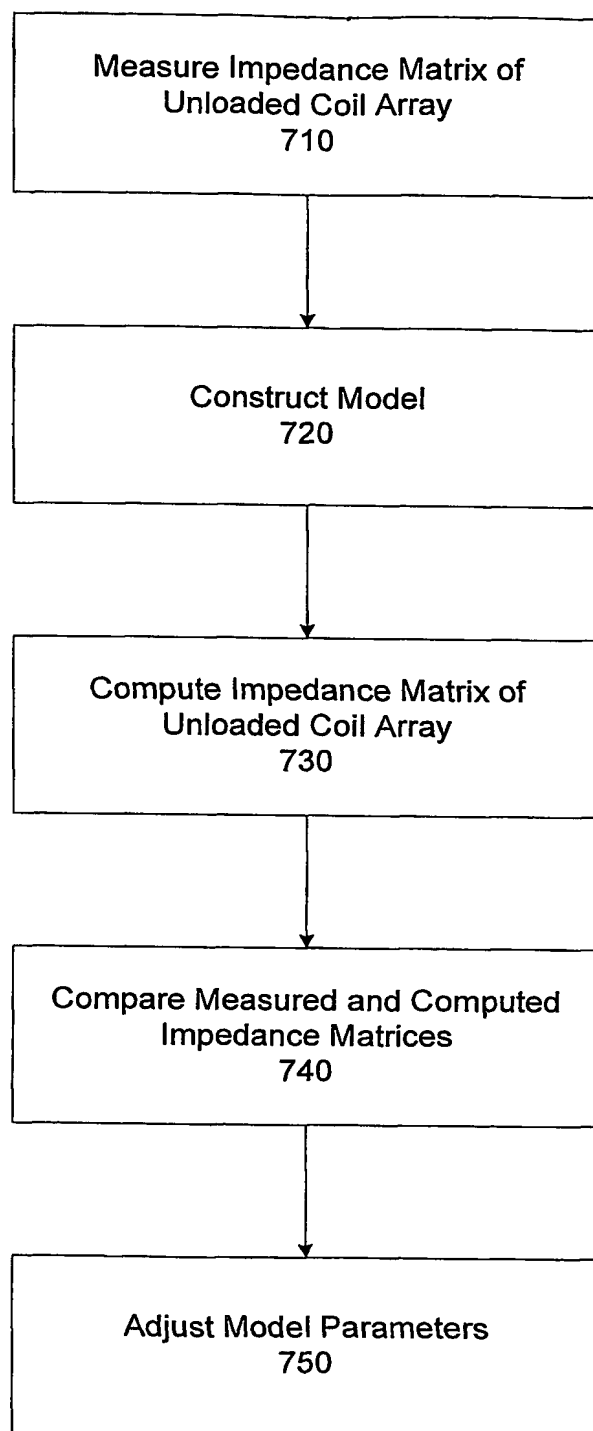 Measure Impedance Matrix of
Unloaded Coil Array
710
Construct Model
720
Compute Impedance Matrix of
Unloaded Coil Array
730
Compare Measured and Computed
Impedance Matrices
740
Adjust Model Parameters
750